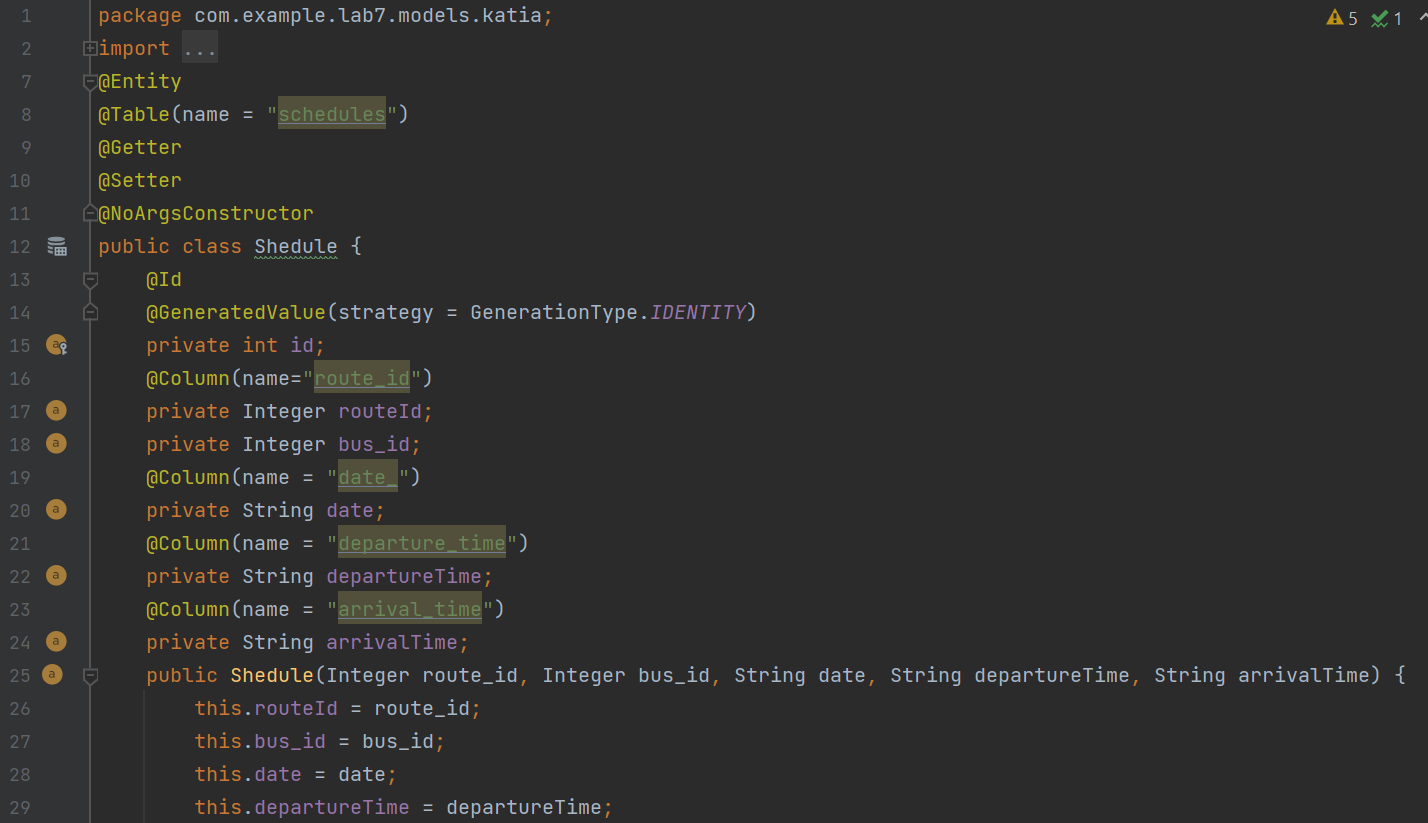 5 1
1 package com.example.lab7.models.katia;
2 import ...
7 @Entity
8 @Table(name = "schedules")
9 @Getter
10 @Setter
11 @NoArgsConstructor
12 public class Shedule {
13 @Id
14 @GeneratedValue(strategy = GenerationType.IDENTITY)
15 private int id;
16 @Column(name="route_id")
17 private Integer routeId;
18 private Integer bus_id;
19 @Column(name = "date_")
20 private String date;
21 @Column(name = "departure_time")
22 private String departureTime;
23 @Column(name = "arrival_time")
24 private String arrivalTime;
25 public Shedule(Integer route_id, Integer bus_id, String date, String departureTime, String arrivalTime) {
26 this.routeId = route_id;
27 this.bus_id = bus_id;
28 this.date = date;
29 this.departureTime = departureTime;